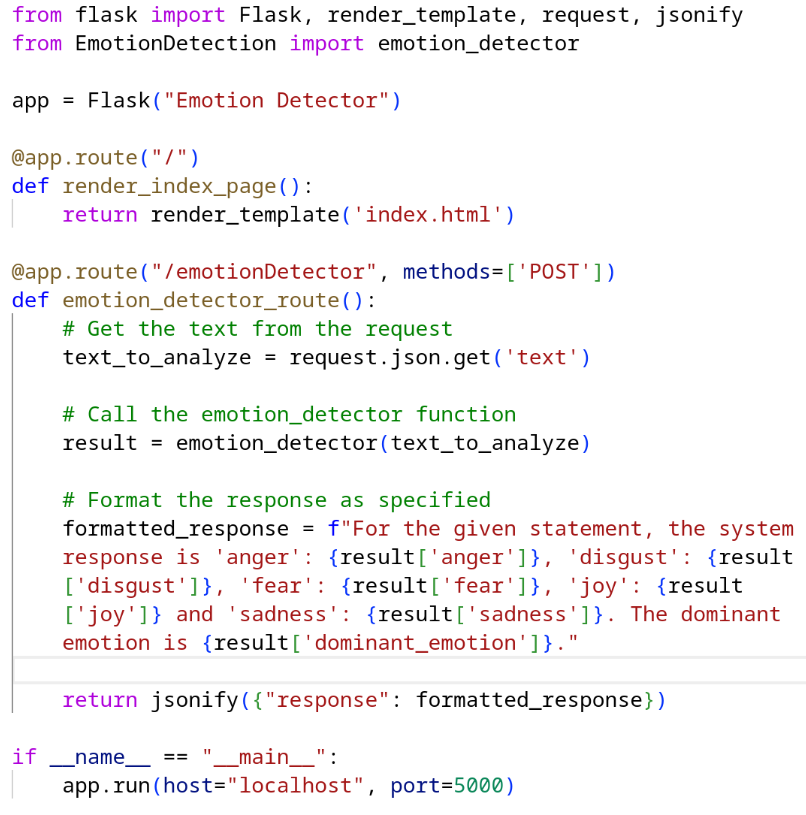 from flask import Flask, render_template, request, jsonify
from EmotionDetection import emotion_detector

app = Flask("Emotion Detector")

@app.route("/")
def render_index_page():
    return render_template('index.html')

@app.route("/emotionDetector", methods=['POST'])
def emotion_detector_route():
    # Get the text from the request
    text_to_analyze = request.json.get('text')

    # Call the emotion_detector function
    result = emotion_detector(text_to_analyze)

    # Format the response as specified
    formatted_response = f"For the given statement, the system
    response is 'anger': {result['anger']}, 'disgust': {result
    ['disgust']}, 'fear': {result['fear']}, 'joy': {result
    ['joy']} and 'sadness': {result['sadness']}. The dominant
    emotion is {result['dominant_emotion']}."

    return jsonify({"response": formatted_response})

if __name__ == "__main__":
    app.run(host="localhost", port=5000)